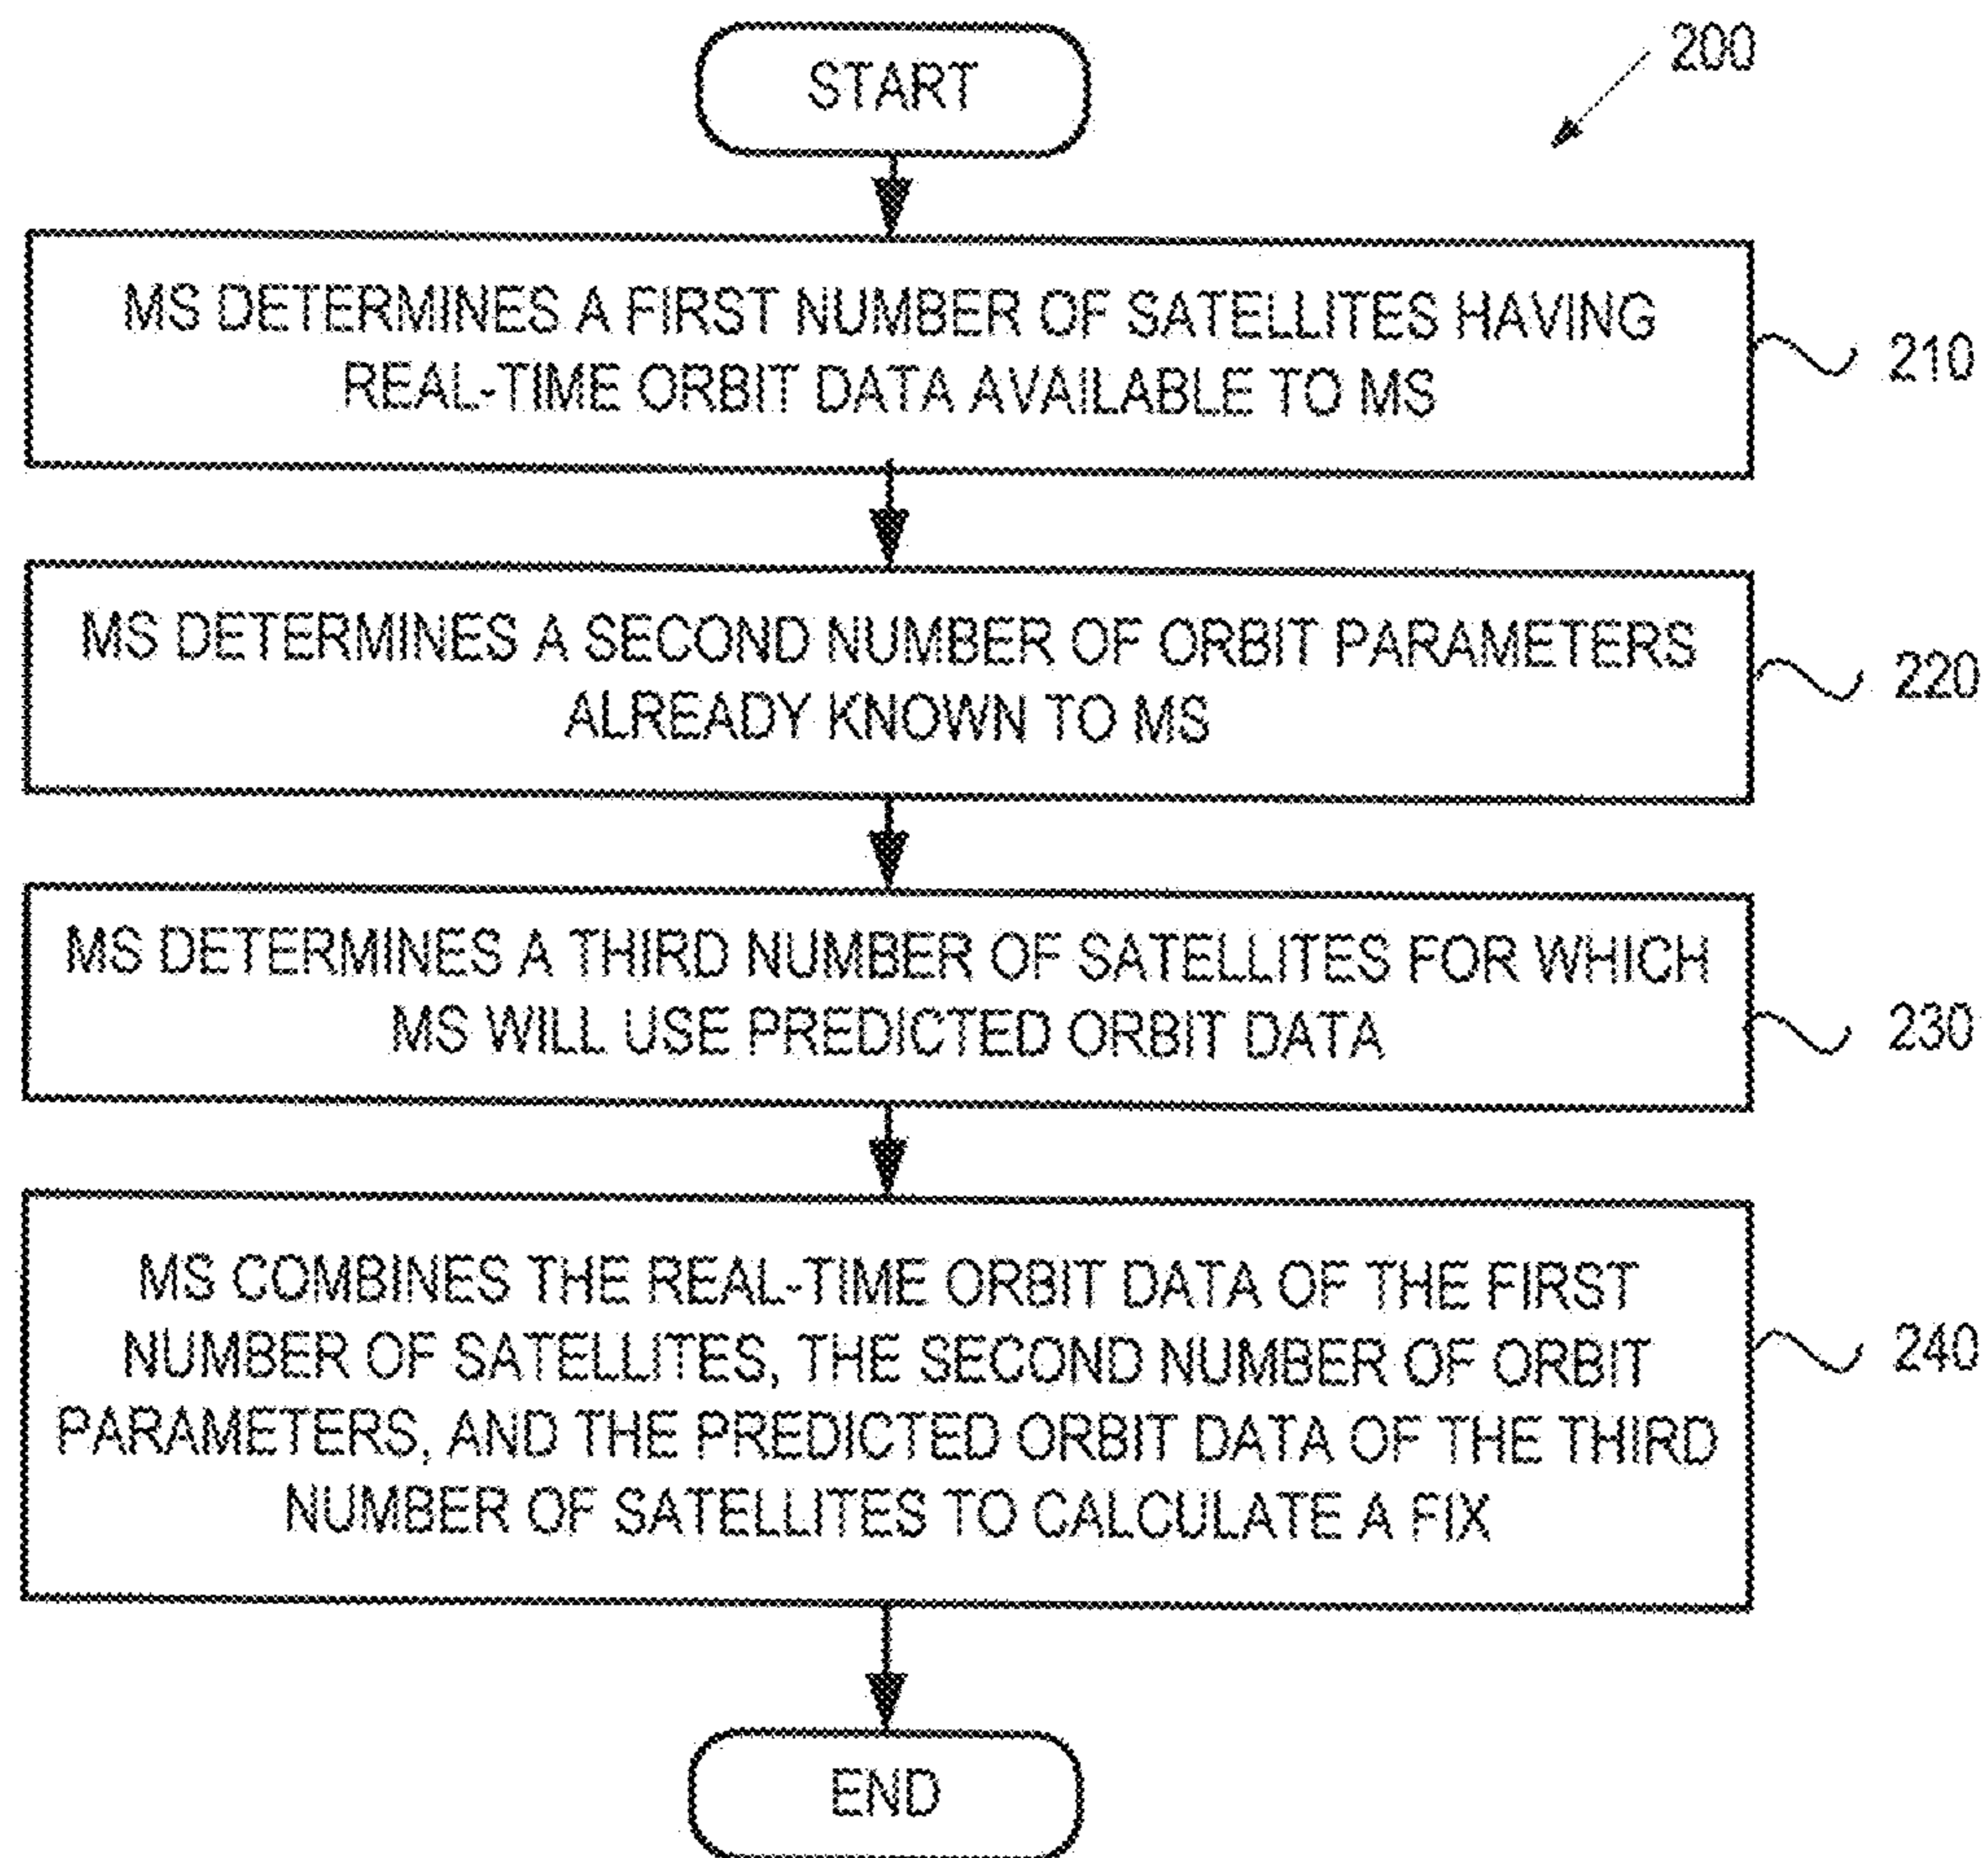 START
200
MS DETERMINES A FIRST NUMBER OF SATELLITES HAVING
REAL-TIME ORBIT DATA AVAILABLE TO MS
210
MS DETERMINES A SECOND NUMBER OF ORBIT PARAMETERS
ALREADY KNOWN TO MS
220
MS DETERMINES A THIRD NUMBER OF SATELLITES FOR WHICH
MS WILL USE PREDICTED ORBIT DATA
230
MS COMBINES THE REAL-TIME ORBIT DATA OF THE FIRST
NUMBER OF SATELLITES, THE SECOND NUMBER OF ORBIT
PARAMETERS, AND THE PREDICTED ORBIT DATA OF THE THIRD
NUMBER OF SATELLITES TO CALCULATE A FIX
240
END